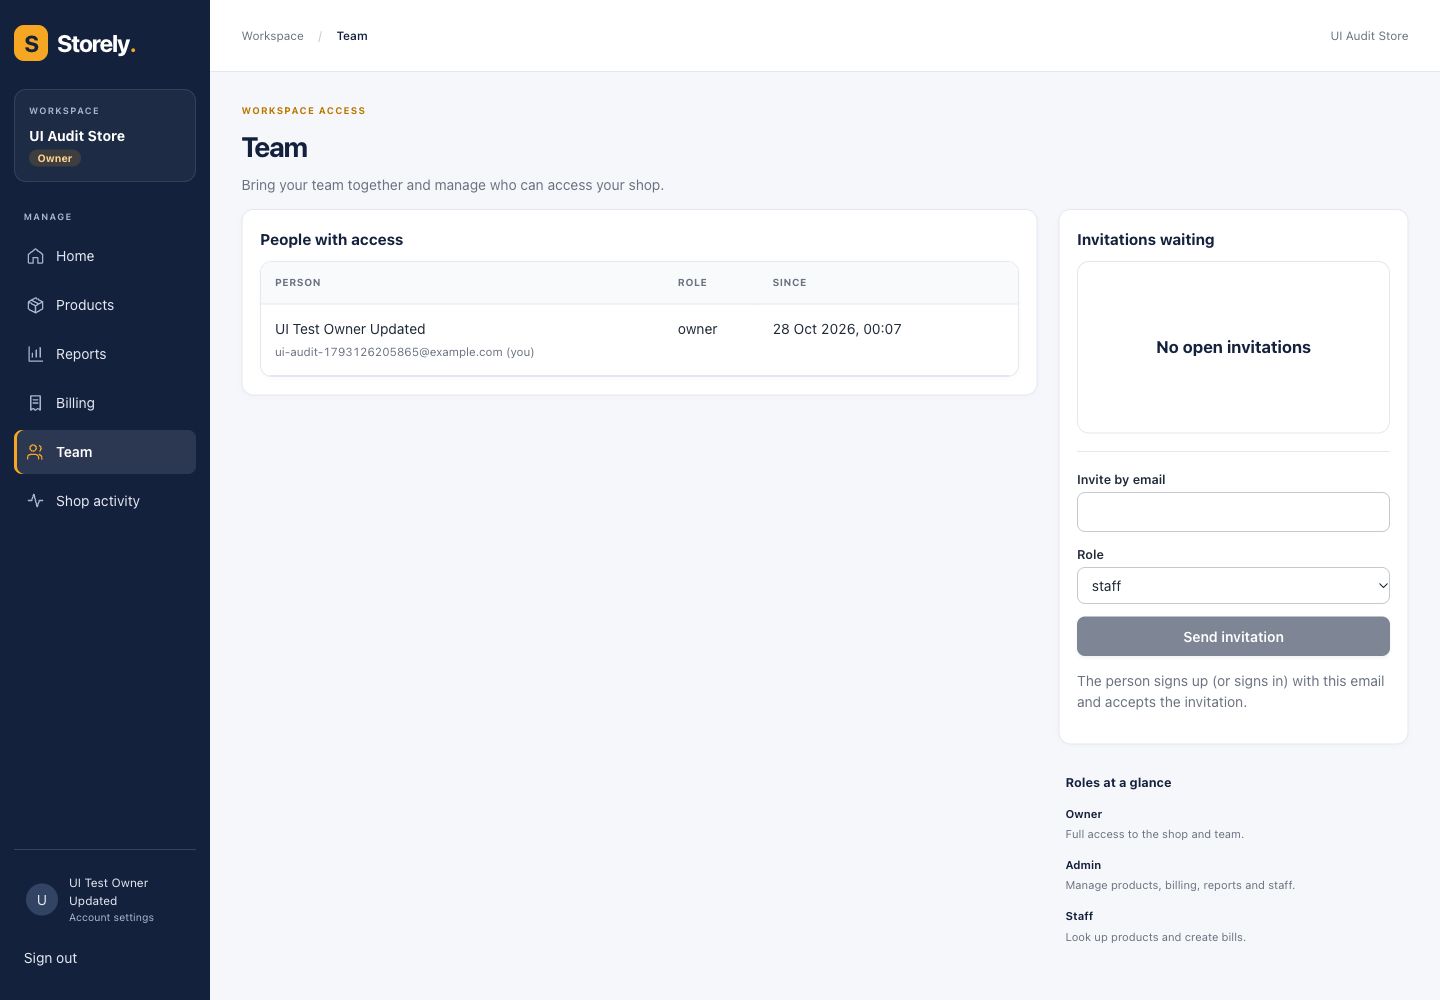 S Storely.
WORKSPACE
UI Audit Store
Owner
MANAGE
Home
Products
Reports
Billing
Team
Shop activity
U
UI Test Owner
Updated
Account settings
Sign out
Workspace / Team
UI Audit Store
WORKSPACE ACCESS
Team
Bring your team together and manage who can access your shop.
People with access
PERSON ROLE SINCE
UI Test Owner Updated owner 28 Oct 2026, 00:07
ui-audit-1793126205865@example.com (you)
Invitations waiting
No open invitations
Invite by email
Role
staff
Send invitation
The person signs up (or signs in) with this email
and accepts the invitation.
Roles at a glance
Owner
Full access to the shop and team.
Admin
Manage products, billing, reports and staff.
Staff
Look up products and create bills.